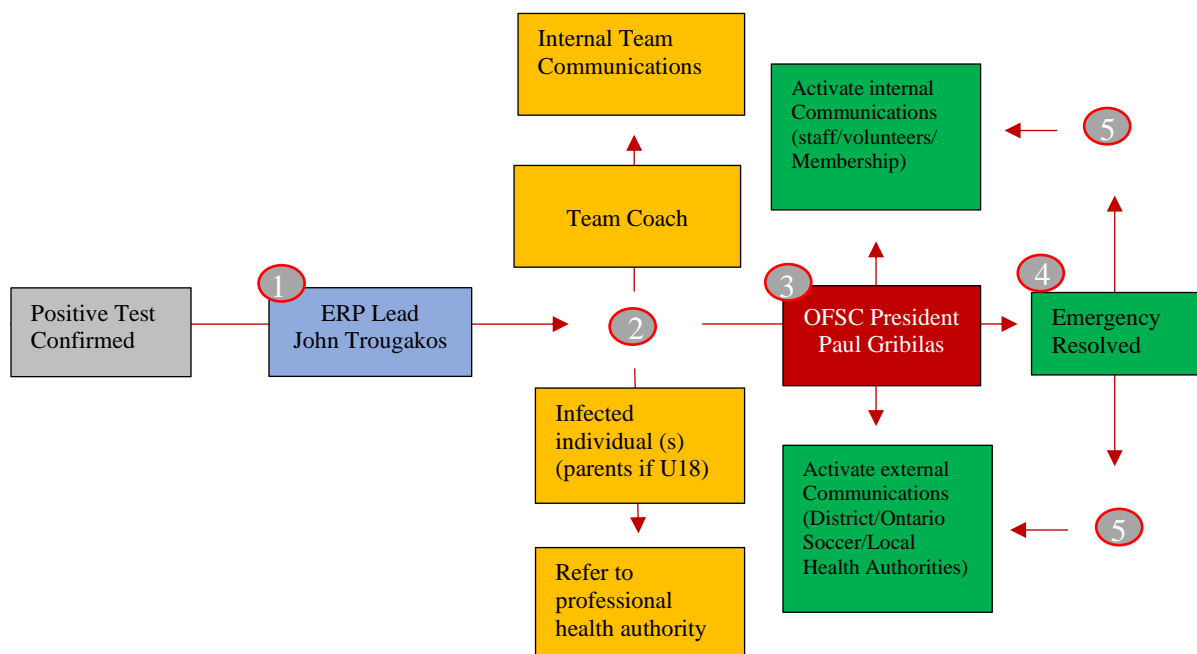 Internal Team
Communications
Activate internal
Communications
(staff/volunteers/
Membership)
5
Team Coach
1
3
4
Positive Test
Confirmed
ERP Lead
John Trougakos
2
OFSC President
Paul Gribilas
Emergency
Resolved
Infected
individual (s)
(parents if U18)
Activate external
Communications
(District/Ontario
Soccer/Local
Health Authorities)
5
Refer to
professional
health authority